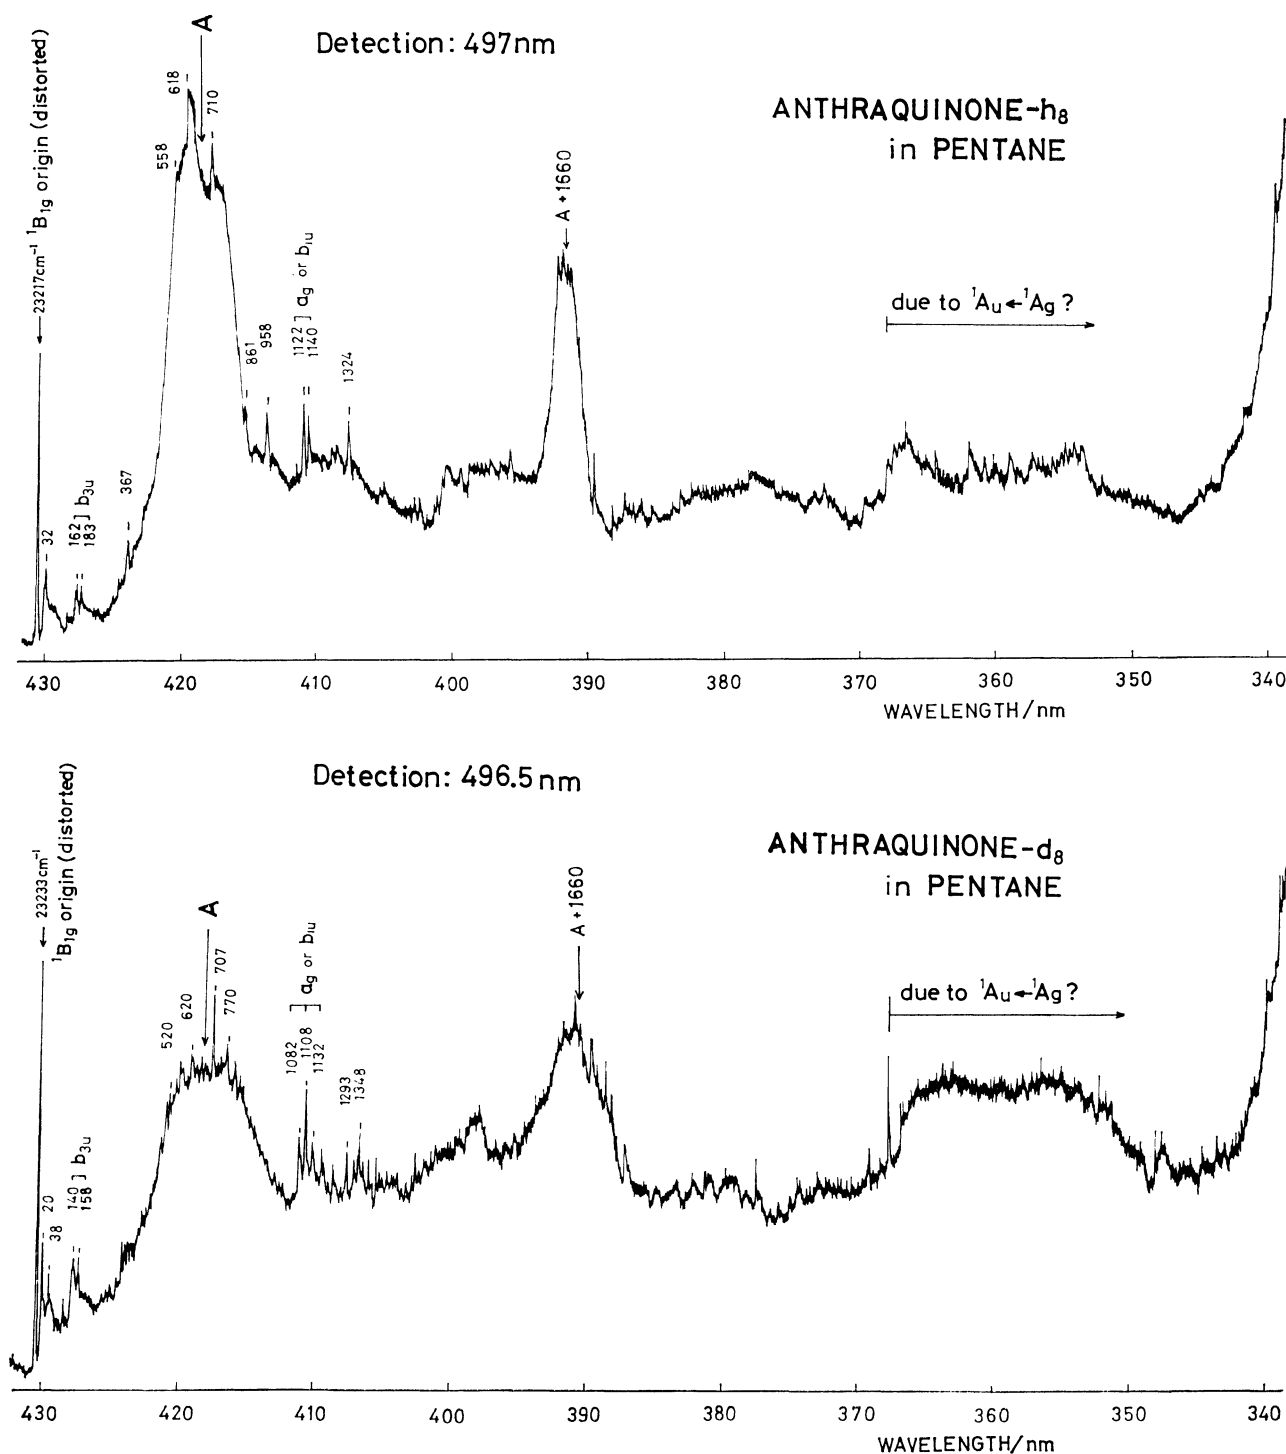 Detection: 497nm
ANTHRAQUINONE-h₈
in PENTANE
23217cm⁻¹ ¹B₁g origin (distorted)
32
162 ] b₃u
183
367
558
618
A
710
861
958
1122 ] ag or b₁u
1140
1324
A + 1660
due to ¹Au←¹Ag ?
430 420 410 400 390 380 370 360 350 340
WAVELENGTH/nm
Detection: 496.5nm
ANTHRAQUINONE-d₈
in PENTANE
23233cm⁻¹
¹B₁g origin (distorted)
20
38
140 ] b₃u
158
520
620
A
707
770
1082
1108 ] ag or b₁u
1132
1293
1348
A + 1660
due to ¹Au←¹Ag ?
430 420 410 400 390 380 370 360 350 340
WAVELENGTH/nm